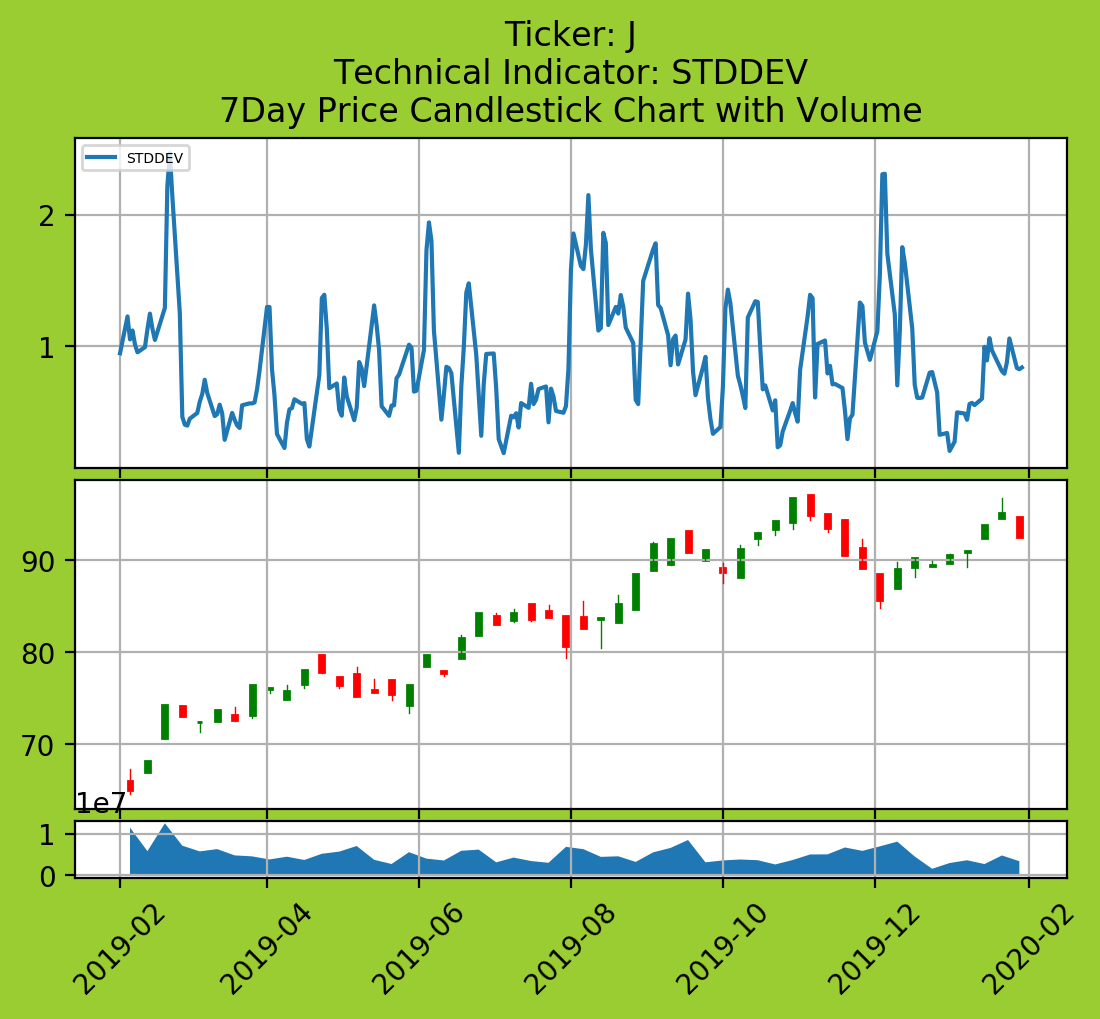 Ticker: J
Technical Indicator: STDDEV
7Day Price Candlestick Chart with Volume
STDDEV
2
1
90
80
70
1e7
1
0
2019-02
2019-04
2019-06
2019-08
2019-10
2019-12
2020-02